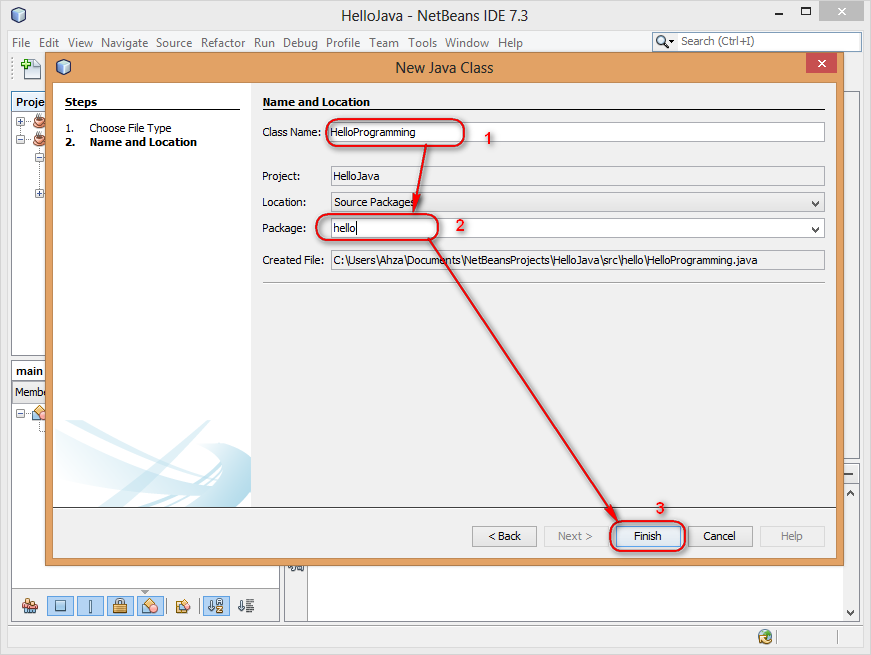 HelloJava - NetBeans IDE 7.3
File Edit View Navigate Source Refactor Run Debug Profile Team Tools Window Help
Search (Ctrl+I)
New Java Class
Proje
Steps
1. Choose File Type
2. Name and Location
Name and Location
Class Name: HelloProgramming
1
Project: HelloJava
Location: Source Packages
Package: hello
2
Created File: C:\Users\Ahza\Documents\NetBeansProjects\HelloJava\src\hello\HelloProgramming.java
main
Membe
3
< Back Next > Finish Cancel Help